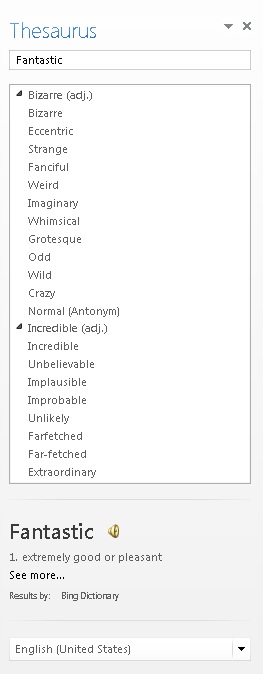 Thesaurus
Fantastic
Bizarre (adj.)
Bizarre
Eccentric
Strange
Fanciful
Weird
Imaginary
Whimsical
Grotesque
Odd
Wild
Crazy
Normal (Antonym)
Incredible (adj.)
Incredible
Unbelievable
Implausible
Improbable
Unlikely
Farfetched
Far-fetched
Extraordinary
Fantastic
1. extremely good or pleasant
See more...
Results by: Bing Dictionary
English (United States)